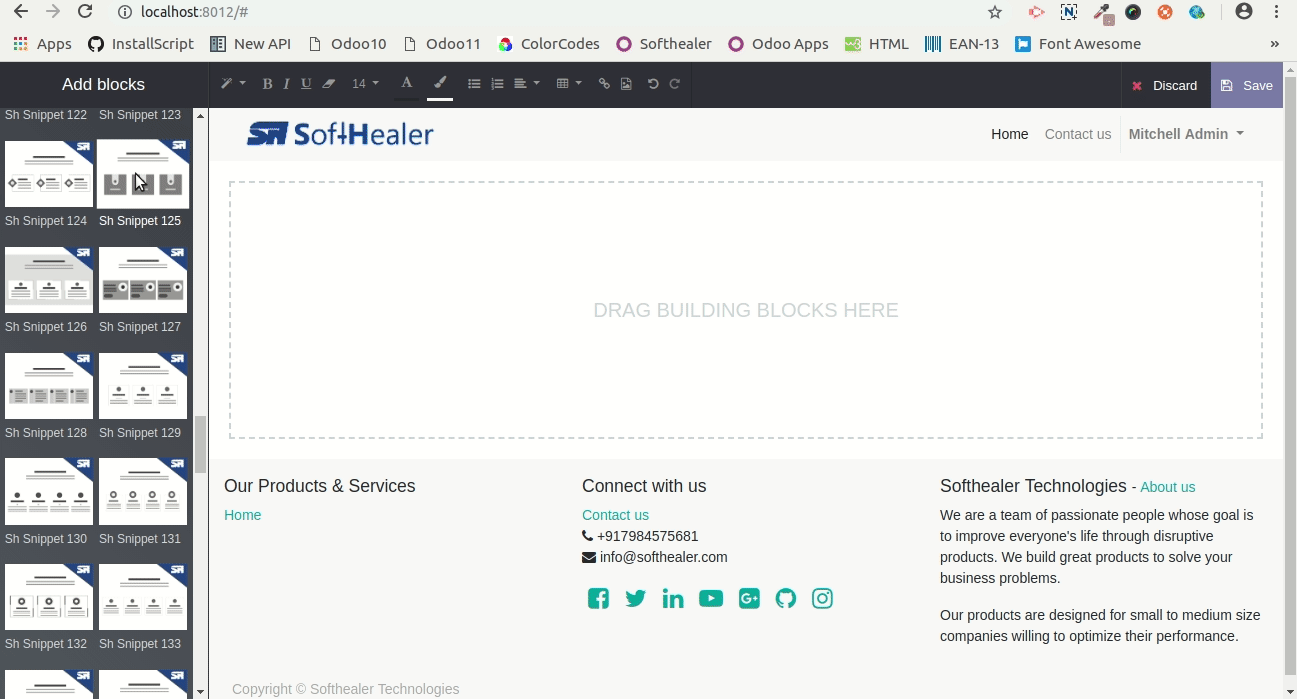 localhost:8012/#
Apps InstallScript New API Odoo10 Odoo11 ColorCodes Softhealer Odoo Apps HTML EAN-13 Font Awesome »
Add blocks
B I U 14 A
Discard Save
Sh Snippet 122 Sh Snippet 123
Sh Snippet 124 Sh Snippet 125
Sh Snippet 126 Sh Snippet 127
Sh Snippet 128 Sh Snippet 129
Sh Snippet 130 Sh Snippet 131
Sh Snippet 132 Sh Snippet 133
SoftHealer
Home Contact us Mitchell Admin
DRAG BUILDING BLOCKS HERE
Our Products & Services
Home
Connect with us
Contact us
+917984575681
info@softhealer.com
Softhealer Technologies - About us
We are a team of passionate people whose goal is
to improve everyone's life through disruptive
products. We build great products to solve your
business problems.
Our products are designed for small to medium size
companies willing to optimize their performance.
Copyright © Softhealer Technologies